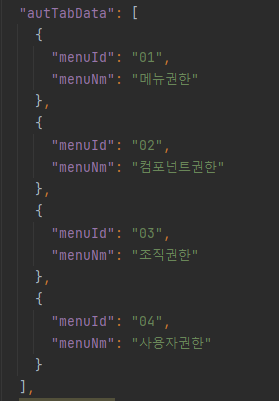 "autTabData": [
{
"menuId": "01",
"menuNm": "메뉴권한"
},
{
"menuId": "02",
"menuNm": "컴포넌트권한"
},
{
"menuId": "03",
"menuNm": "조직권한"
},
{
"menuId": "04",
"menuNm": "사용자권한"
}
],